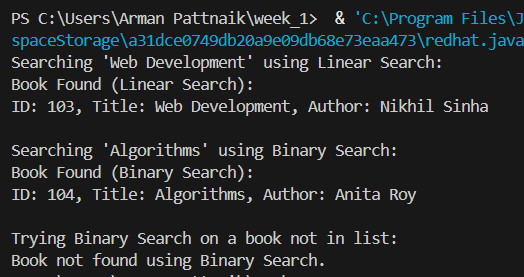 PS C:\Users\Arman Pattnaik\week_1>  & 'C:\Program Files\J
spaceStorage\a31dce0749db20a9e09db68e73eaa473\redhat.java
Searching 'Web Development' using Linear Search:
Book Found (Linear Search):
ID: 103, Title: Web Development, Author: Nikhil Sinha

Searching 'Algorithms' using Binary Search:
Book Found (Binary Search):
ID: 104, Title: Algorithms, Author: Anita Roy

Trying Binary Search on a book not in list:
Book not found using Binary Search.